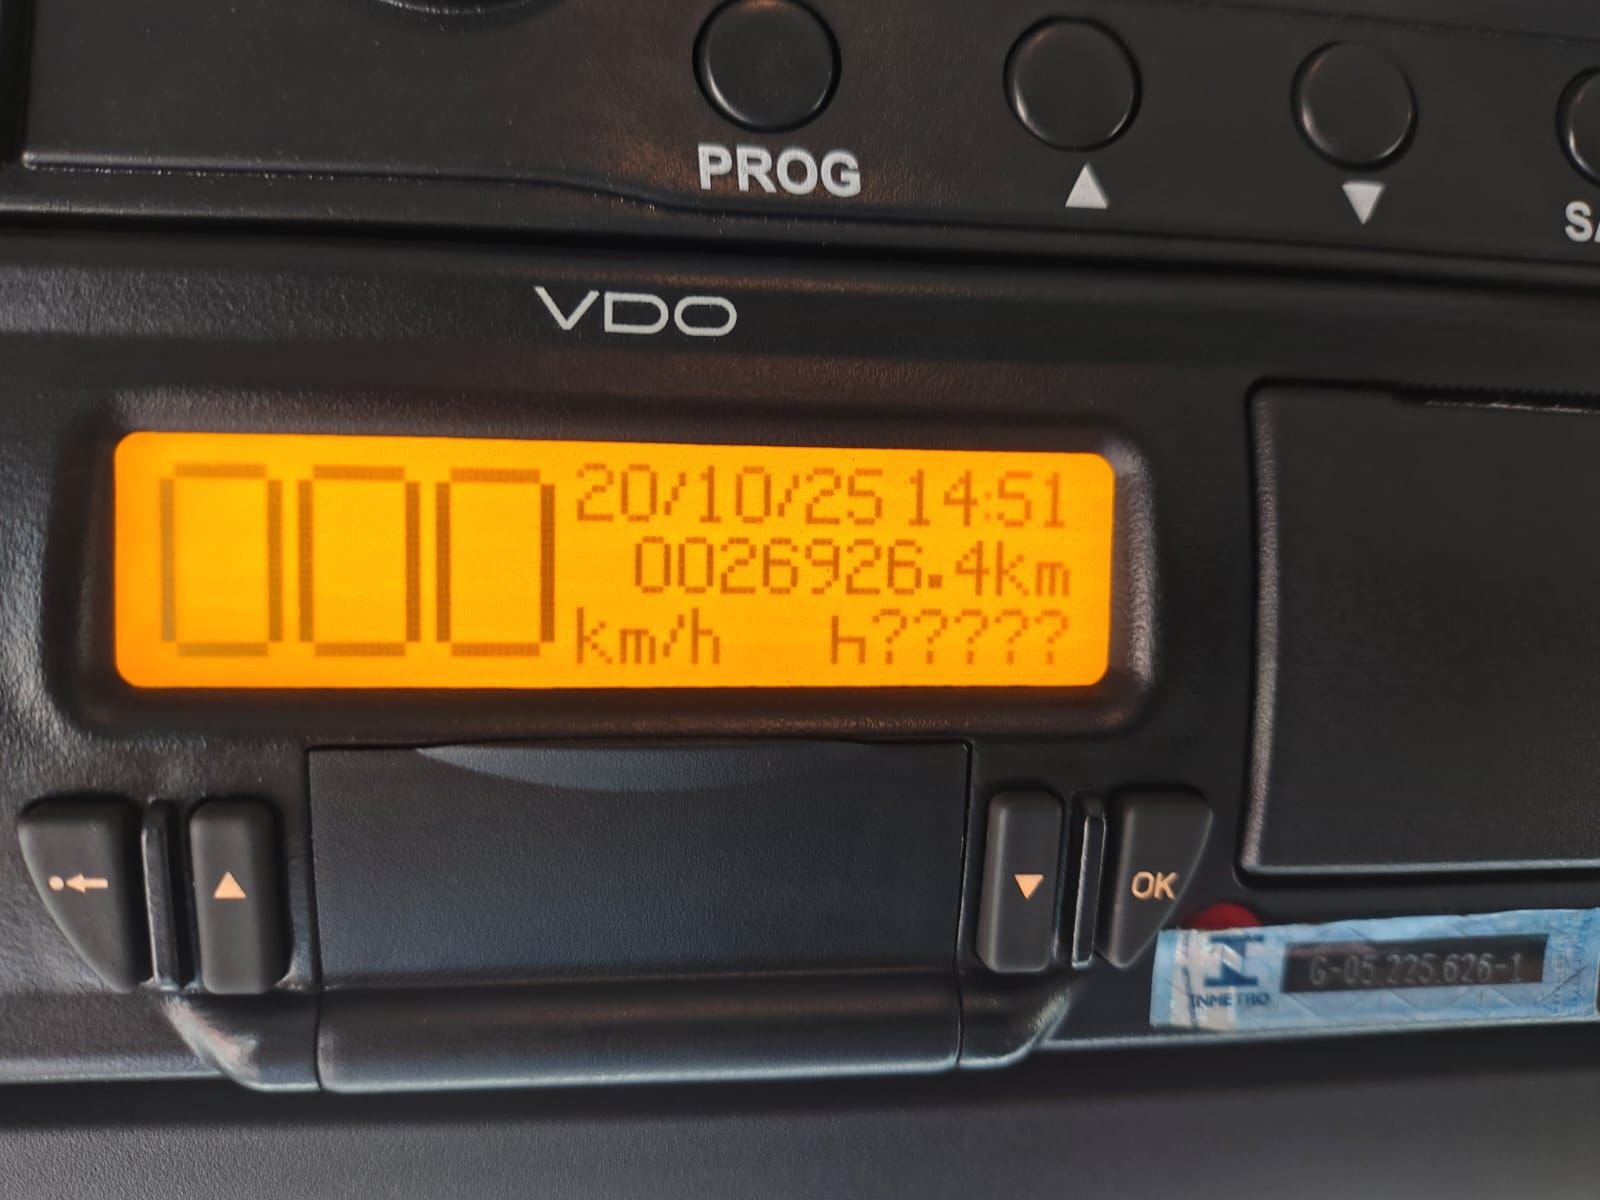 PROG
▲
▼
VDO
000
20/10/25 14:51
0026926.4km
km/h
h?????
▲
▼
OK
INMETRO
G-05.225.626-1